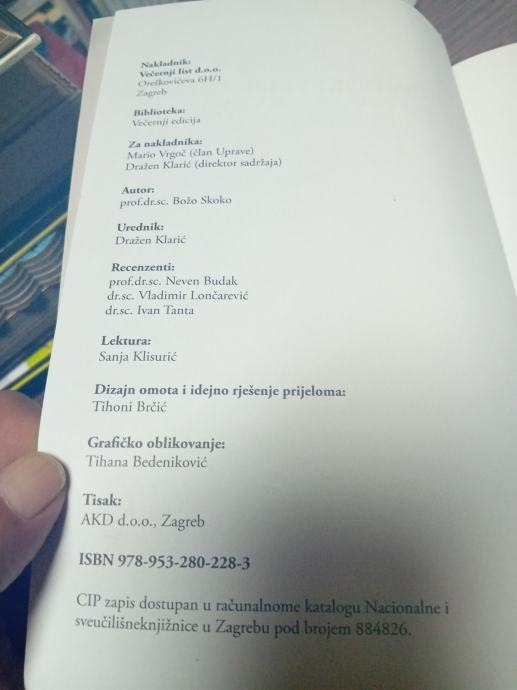 Nakladnik:
Večernji list d.o.o.
Oreškovićeva 6H/1
Zagreb
Biblioteka:
Večernji edicija
Za nakladnika:
Mario Vrgoč (član Uprave)
Dražen Klarić (direktor sadržaja)
Autor:
prof.dr.sc. Božo Skoko
Urednik:
Dražen Klarić
Recenzenti:
prof.dr.sc. Neven Budak
dr.sc. Vladimir Lončarević
dr.sc. Ivan Tanta
Lektura:
Sanja Klisurić
Dizajn omota i idejno rješenje prijeloma:
Tihoni Brčić
Grafičko oblikovanje:
Tihana Bedeniković
Tisak:
AKD d.o.o., Zagreb
ISBN 978-953-280-228-3
CIP zapis dostupan u računalnome katalogu Nacionalne i
sveučilišneknjižnice u Zagrebu pod brojem 884826.